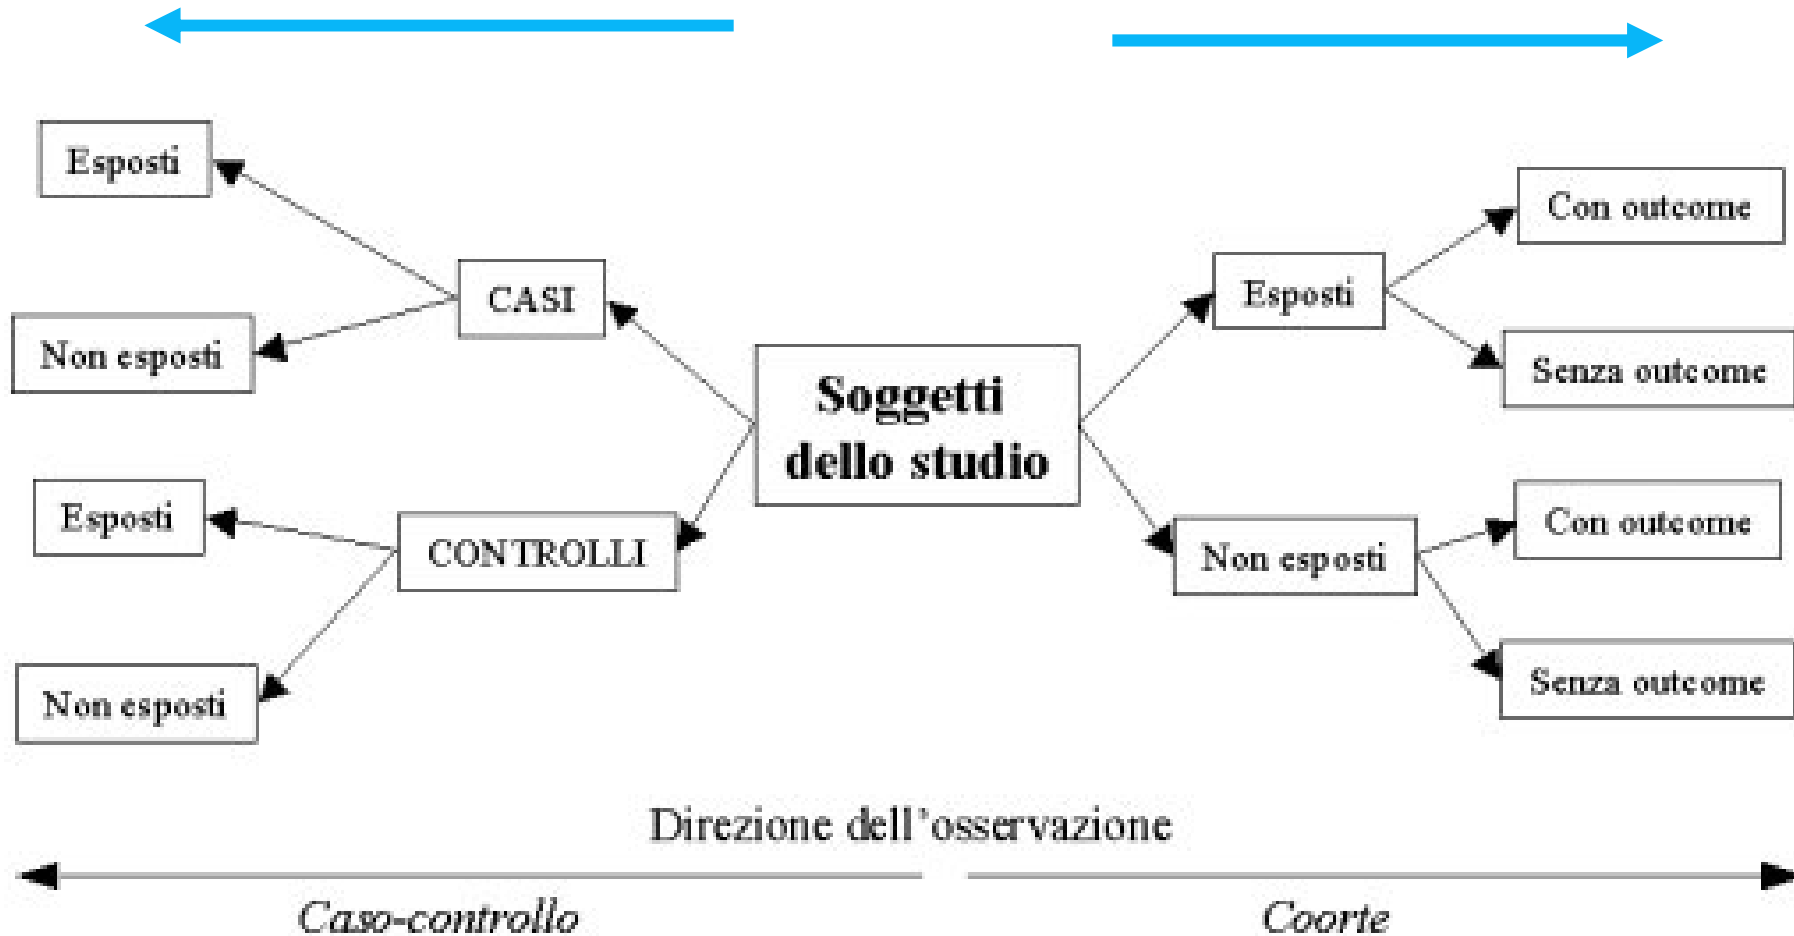 Esposti
Non esposti
CASI
Esposti
Non esposti
CONTROLLI
Soggetti
dello studio
Esposti
Con outcome
Senza outcome
Non esposti
Con outcome
Senza outcome
Direzione dell'osservazione
Caso-controllo
Coorte